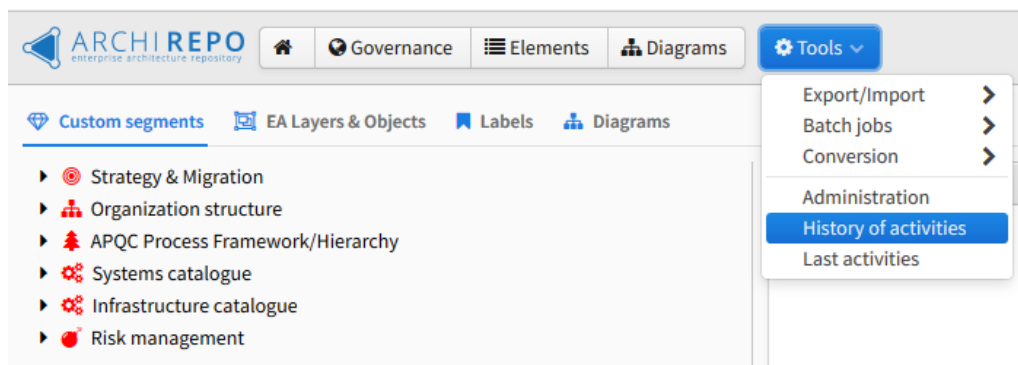 ARCHI REPO
enterprise architecture repository
Governance
Elements
Diagrams
Tools
Export/Import
Batch jobs
Conversion
Administration
History of activities
Last activities
Custom segments
EA Layers & Objects
Labels
Diagrams
Strategy & Migration
Organization structure
APQC Process Framework/Hierarchy
Systems catalogue
Infrastructure catalogue
Risk management